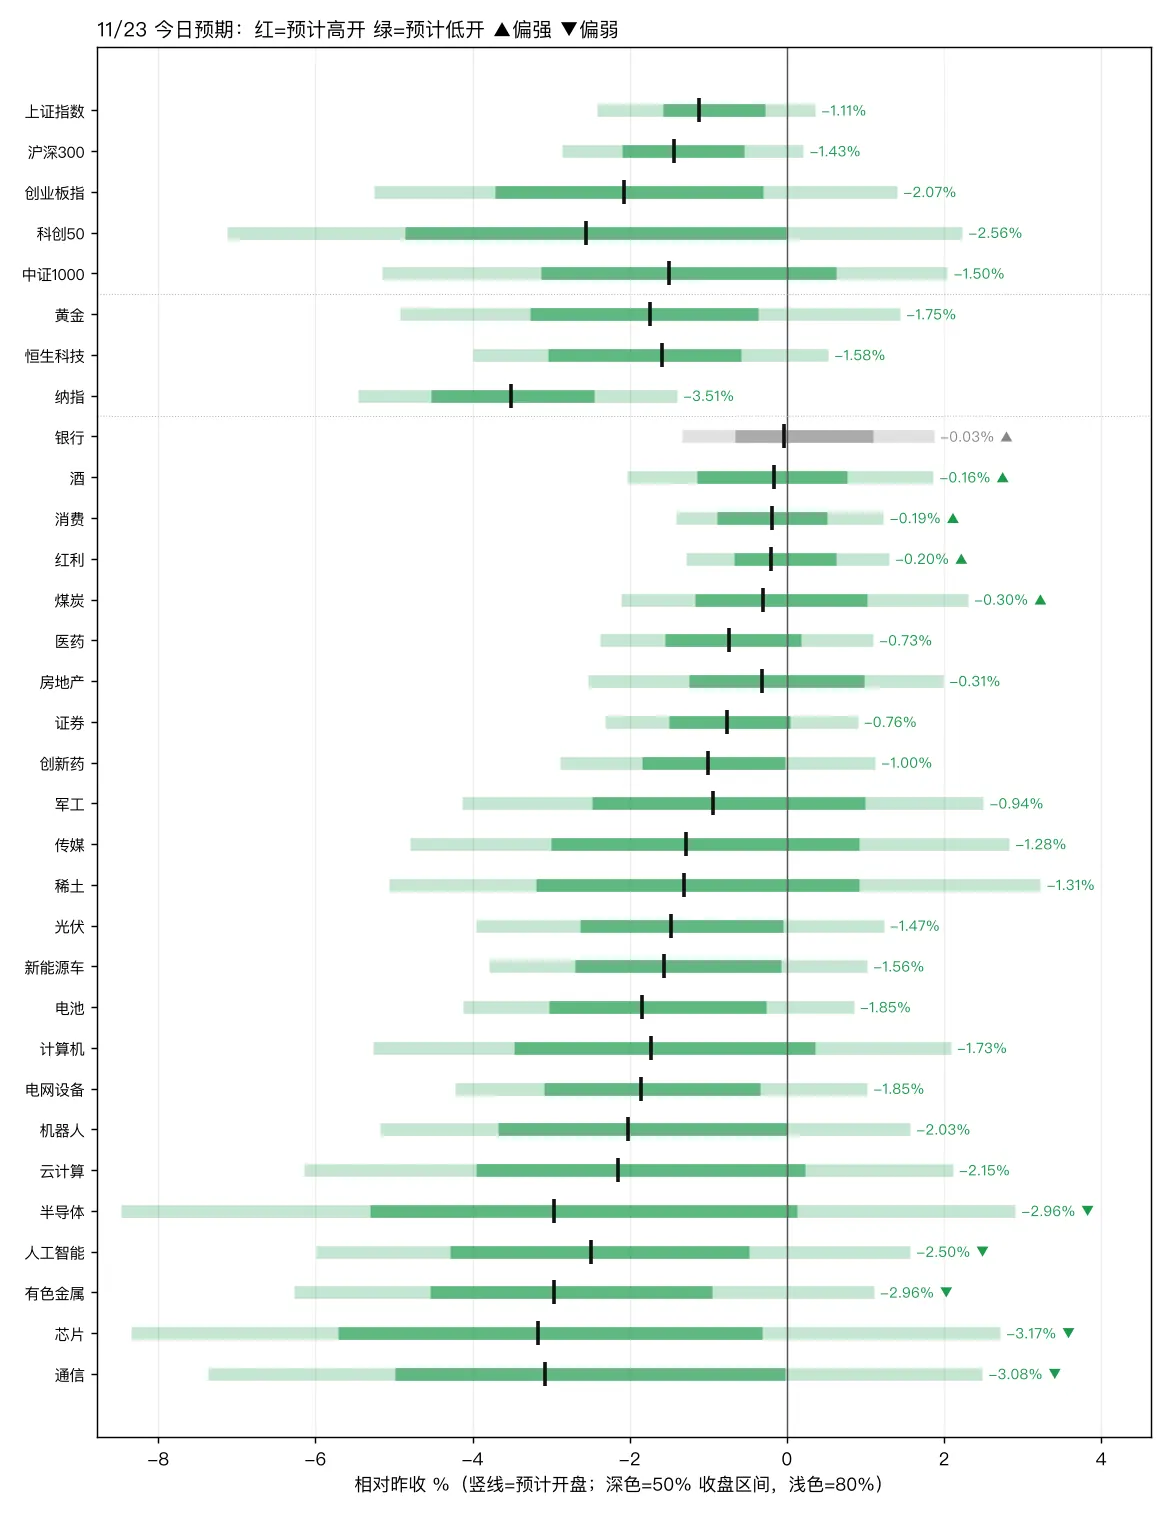 11/23 今日预期：红=预计高开 绿=预计低开 ▲偏强 ▼偏弱
上证指数 −1.11%
沪深300 −1.43%
创业板指 −2.07%
科创50 −2.56%
中证1000 −1.50%
黄金 −1.75%
恒生科技 −1.58%
纳指 −3.51%
银行 −0.03% ▲
酒 −0.16% ▲
消费 −0.19% ▲
红利 −0.20% ▲
煤炭 −0.30% ▲
医药 −0.73%
房地产 −0.31%
证券 −0.76%
创新药 −1.00%
军工 −0.94%
传媒 −1.28%
稀土 −1.31%
光伏 −1.47%
新能源车 −1.56%
电池 −1.85%
计算机 −1.73%
电网设备 −1.85%
机器人 −2.03%
云计算 −2.15%
半导体 −2.96% ▼
人工智能 −2.50% ▼
有色金属 −2.96% ▼
芯片 −3.17% ▼
通信 −3.08% ▼
−8 −6 −4 −2 0 2 4
相对昨收 %（竖线=预计开盘；深色=50% 收盘区间，浅色=80%）